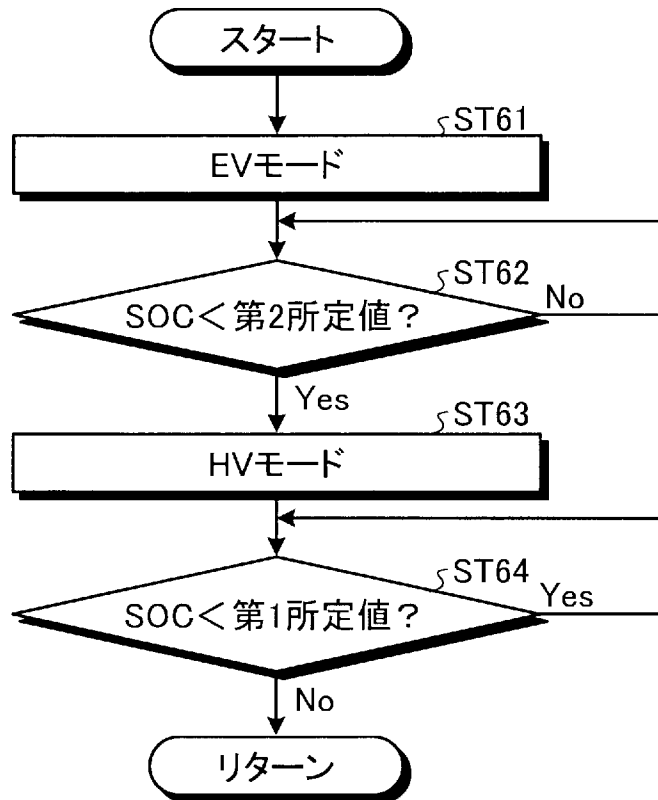 スタート
ST61
EVモード
ST62
SOC＜第2所定値？
No
Yes
ST63
HVモード
ST64
SOC＜第1所定値？
Yes
No
リターン